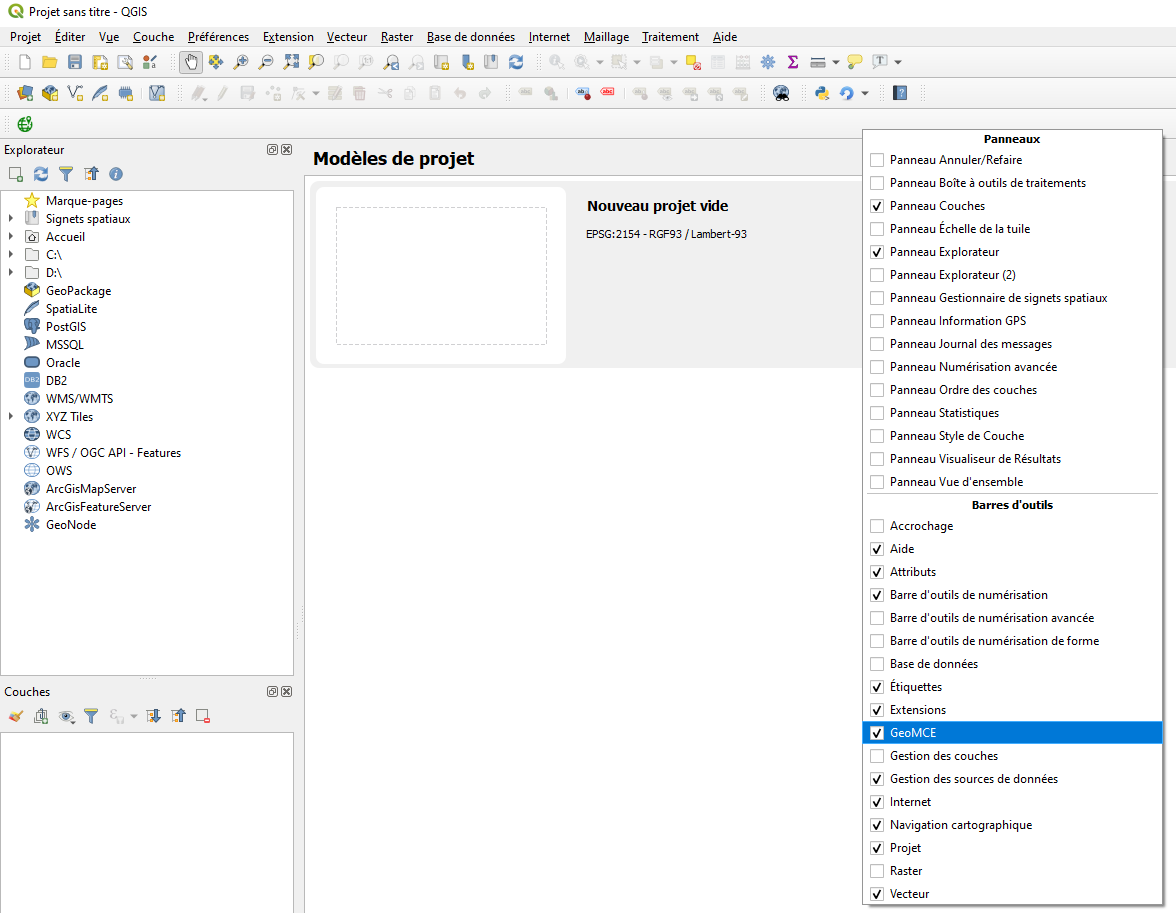 Projet sans titre - QGIS
Projet Éditer Vue Couche Préférences Extension Vecteur Raster Base de données Internet Maillage Traitement Aide
Explorateur
Marque-pages
Signets spatiaux
Accueil
C:\
D:\
GeoPackage
SpatiaLite
PostGIS
MSSQL
Oracle
DB2
WMS/WMTS
XYZ Tiles
WCS
WFS / OGC API - Features
OWS
ArcGisMapServer
ArcGisFeatureServer
GeoNode
Couches
Modèles de projet
Nouveau projet vide
EPSG:2154 - RGF93 / Lambert-93
Panneaux
Panneau Annuler/Refaire
Panneau Boîte à outils de traitements
Panneau Couches
Panneau Échelle de la tuile
Panneau Explorateur
Panneau Explorateur (2)
Panneau Gestionnaire de signets spatiaux
Panneau Information GPS
Panneau Journal des messages
Panneau Numérisation avancée
Panneau Ordre des couches
Panneau Statistiques
Panneau Style de Couche
Panneau Visualiseur de Résultats
Panneau Vue d'ensemble
Barres d'outils
Accrochage
Aide
Attributs
Barre d'outils de numérisation
Barre d'outils de numérisation avancée
Barre d'outils de numérisation de forme
Base de données
Étiquettes
Extensions
GeoMCE
Gestion des couches
Gestion des sources de données
Internet
Navigation cartographique
Projet
Raster
Vecteur